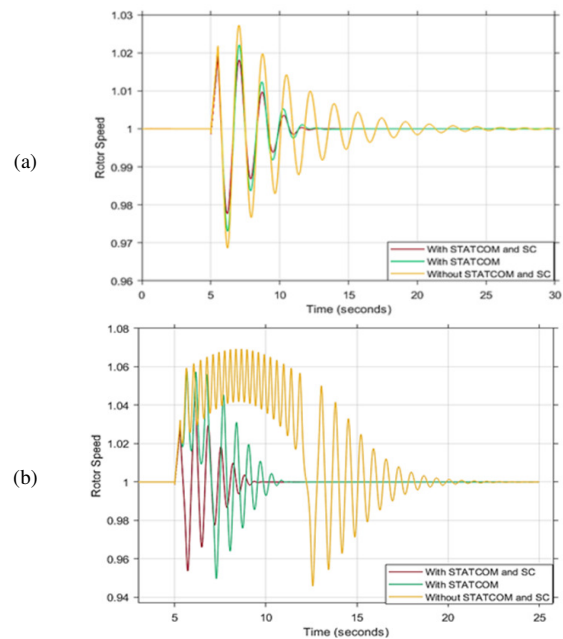 (a)
Rotor Speed
1.03
1.02
1.01
1
0.99
0.98
0.97
0.96
0 5 10 15 20 25 30
Time (seconds)
With STATCOM and SC
With STATCOM
Without STATCOM and SC
(b)
Rotor Speed
1.08
1.06
1.04
1.02
1
0.98
0.96
0.94
5 10 15 20 25
Time (seconds)
With STATCOM and SC
With STATCOM
Without STATCOM and SC